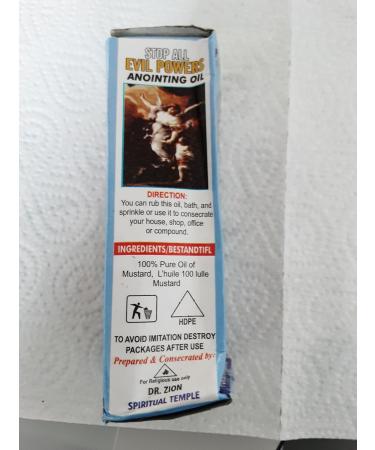 STOP ALL
EVIL POWERS
ANOINTING OIL
DIRECTION:
You can rub this oil, bath, and
sprinkle or use it to consecrate
your house, shop, office
or compound.
INGREDIENTS/BESTANDTIFL
100% Pure Oil of
Mustard, L'huile 100 lulle
Mustard
HDPE
TO AVOID IMITATION DESTROY
PACKAGES AFTER USE
Prepared & Consecrated by:
For Religious use only
DR. ZION
SPIRITUAL TEMPLE